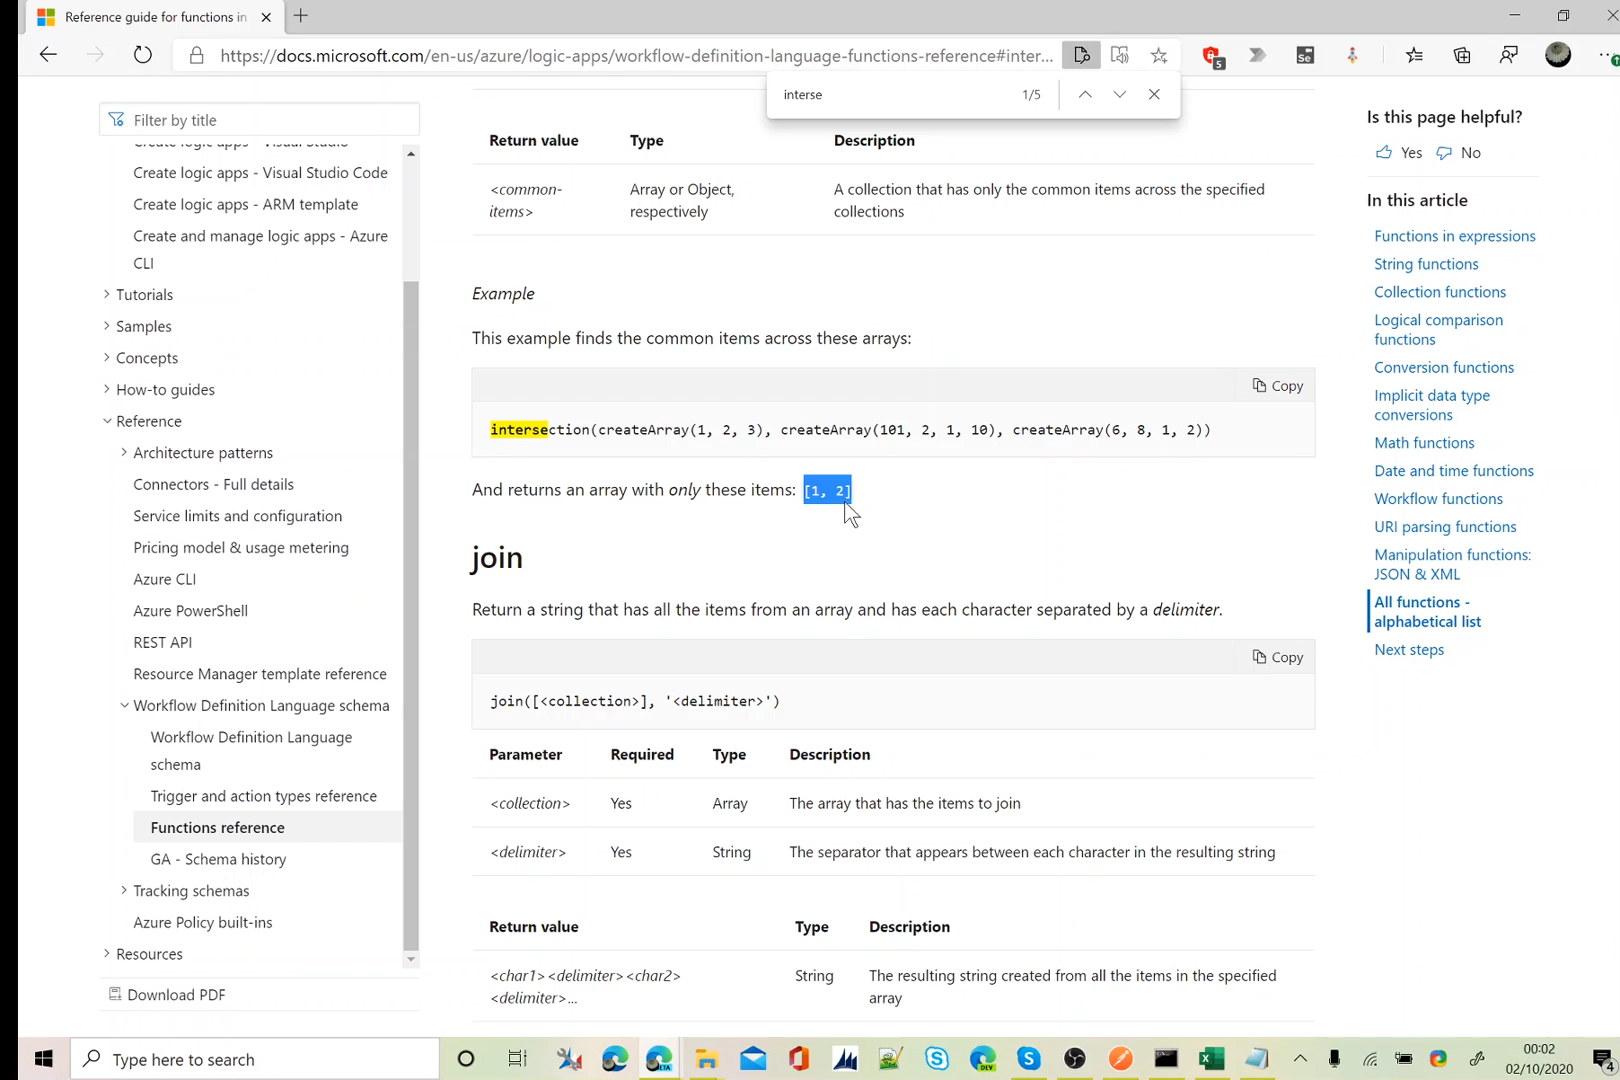 Reference guide for functions in
https://docs.microsoft.com/en-us/azure/logic-apps/workflow-definition-language-functions-reference#inter...
5
Se
interse
1/5
Filter by title
Create logic apps - Visual Studio
Create logic apps - Visual Studio Code
Create logic apps - ARM template
Create and manage logic apps - Azure
CLI
Tutorials
Samples
Concepts
How-to guides
Reference
Architecture patterns
Connectors - Full details
Service limits and configuration
Pricing model & usage metering
Azure CLI
Azure PowerShell
REST API
Resource Manager template reference
Workflow Definition Language schema
Workflow Definition Language
schema
Trigger and action types reference
Functions reference
GA - Schema history
Tracking schemas
Azure Policy built-ins
Resources
Download PDF
Return value Type Description
<common- Array or Object, A collection that has only the common items across the specified
items> respectively collections
Example
This example finds the common items across these arrays:
Copy
intersection(createArray(1, 2, 3), createArray(101, 2, 1, 10), createArray(6, 8, 1, 2))
And returns an array with only these items: [1, 2]
join
Return a string that has all the items from an array and has each character separated by a delimiter.
Copy
join([<collection>], '<delimiter>')
Parameter Required Type Description
<collection> Yes Array The array that has the items to join
<delimiter> Yes String The separator that appears between each character in the resulting string
Return value Type Description
<char1><delimiter><char2> String The resulting string created from all the items in the specified
<delimiter>... array
Is this page helpful?
Yes No
In this article
Functions in expressions
String functions
Collection functions
Logical comparison
functions
Conversion functions
Implicit data type
conversions
Math functions
Date and time functions
Workflow functions
URI parsing functions
Manipulation functions:
JSON & XML
All functions -
alphabetical list
Next steps
Type here to search
BETA
DEV
00:02
02/10/2020
4